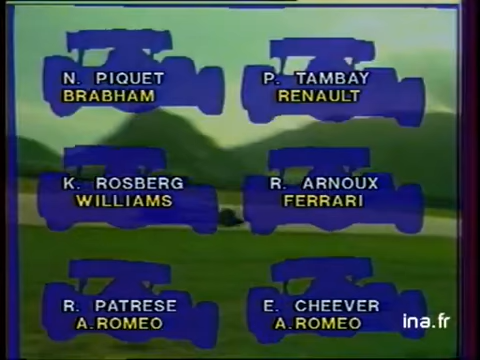 N. PIQUET
BRABHAM
P. TAMBAY
RENAULT
K. ROSBERG
WILLIAMS
R. ARNOUX
FERRARI
R. PATRESE
A.ROMEO
E. CHEEVER
A.ROMEO
ina.fr